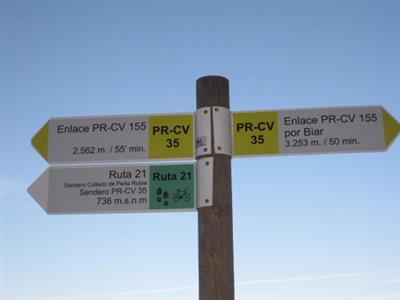 Enlace PR-CV 155
2.562 m. / 55' min.
PR-CV
35
PR-CV
35
Enlace PR-CV 155
por Biar
3.253 m. / 50 min.
Ruta 21
Sendero Collado de Peña Rubia
Sendero PR-CV 35
736 m.s.n.m
Ruta 21